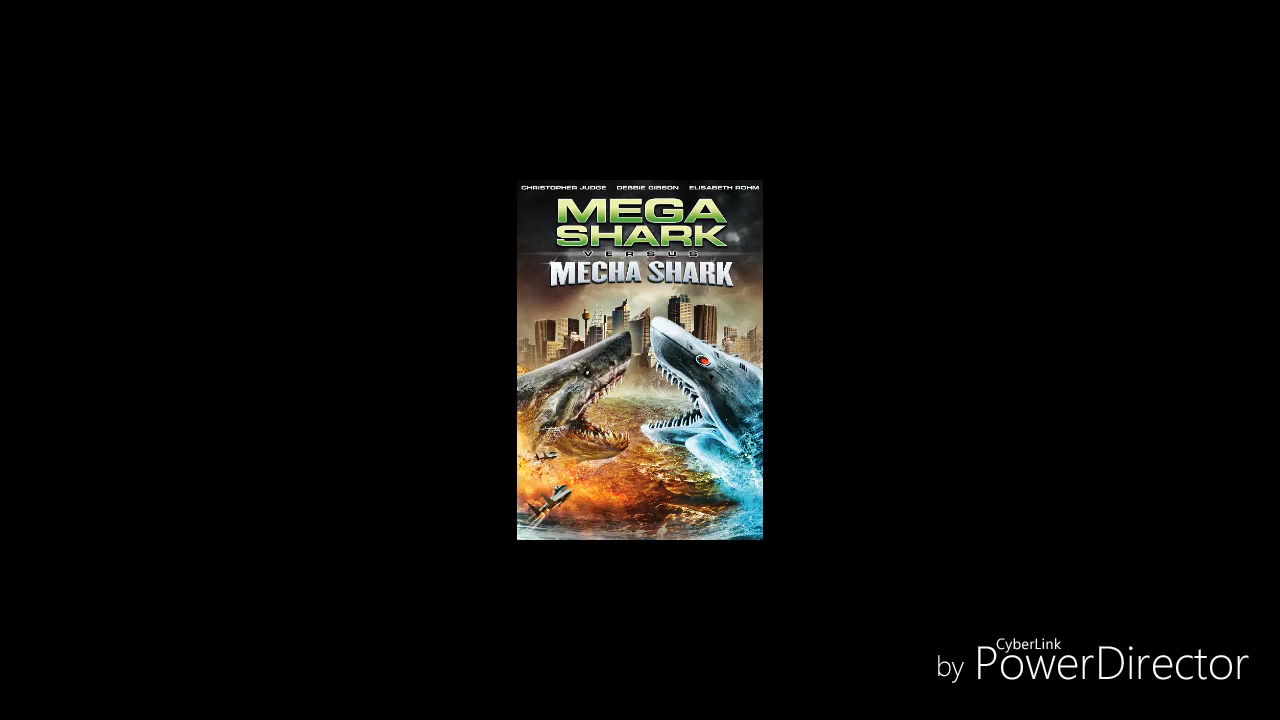 CHRISTOPHER JUDGE DEBBIE GIBSON ELISABETH ROHM
MEGA
SHARK
VERSUS
MECHA SHARK
CyberLink
by PowerDirector